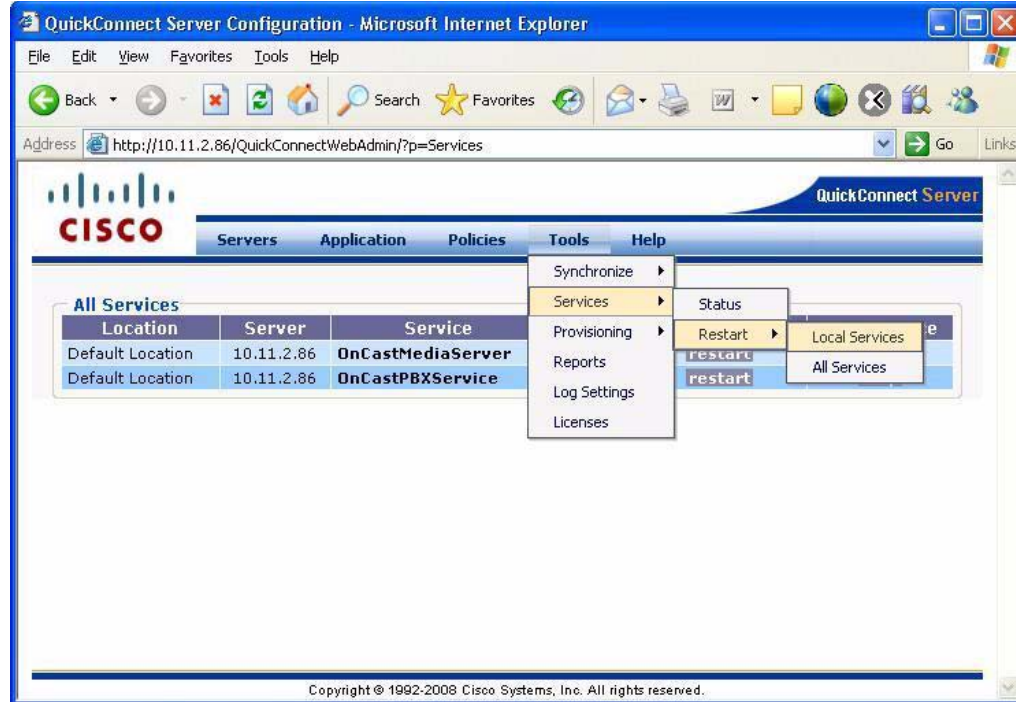 QuickConnect Server Configuration - Microsoft Internet Explorer
File Edit View Favorites Tools Help
Back Search Favorites
Address http://10.11.2.86/QuickConnectWebAdmin/?p=Services Go Links
CISCO
QuickConnect Server
Servers Application Policies Tools Help
Synchronize
Services
Provisioning
Reports
Log Settings
Licenses
Status
Restart
Local Services
All Services
All Services
Location Server Service
Default Location 10.11.2.86 OnCastMediaServer restart
Default Location 10.11.2.86 OnCastPBXService restart
Copyright © 1992-2008 Cisco Systems, Inc. All rights reserved.